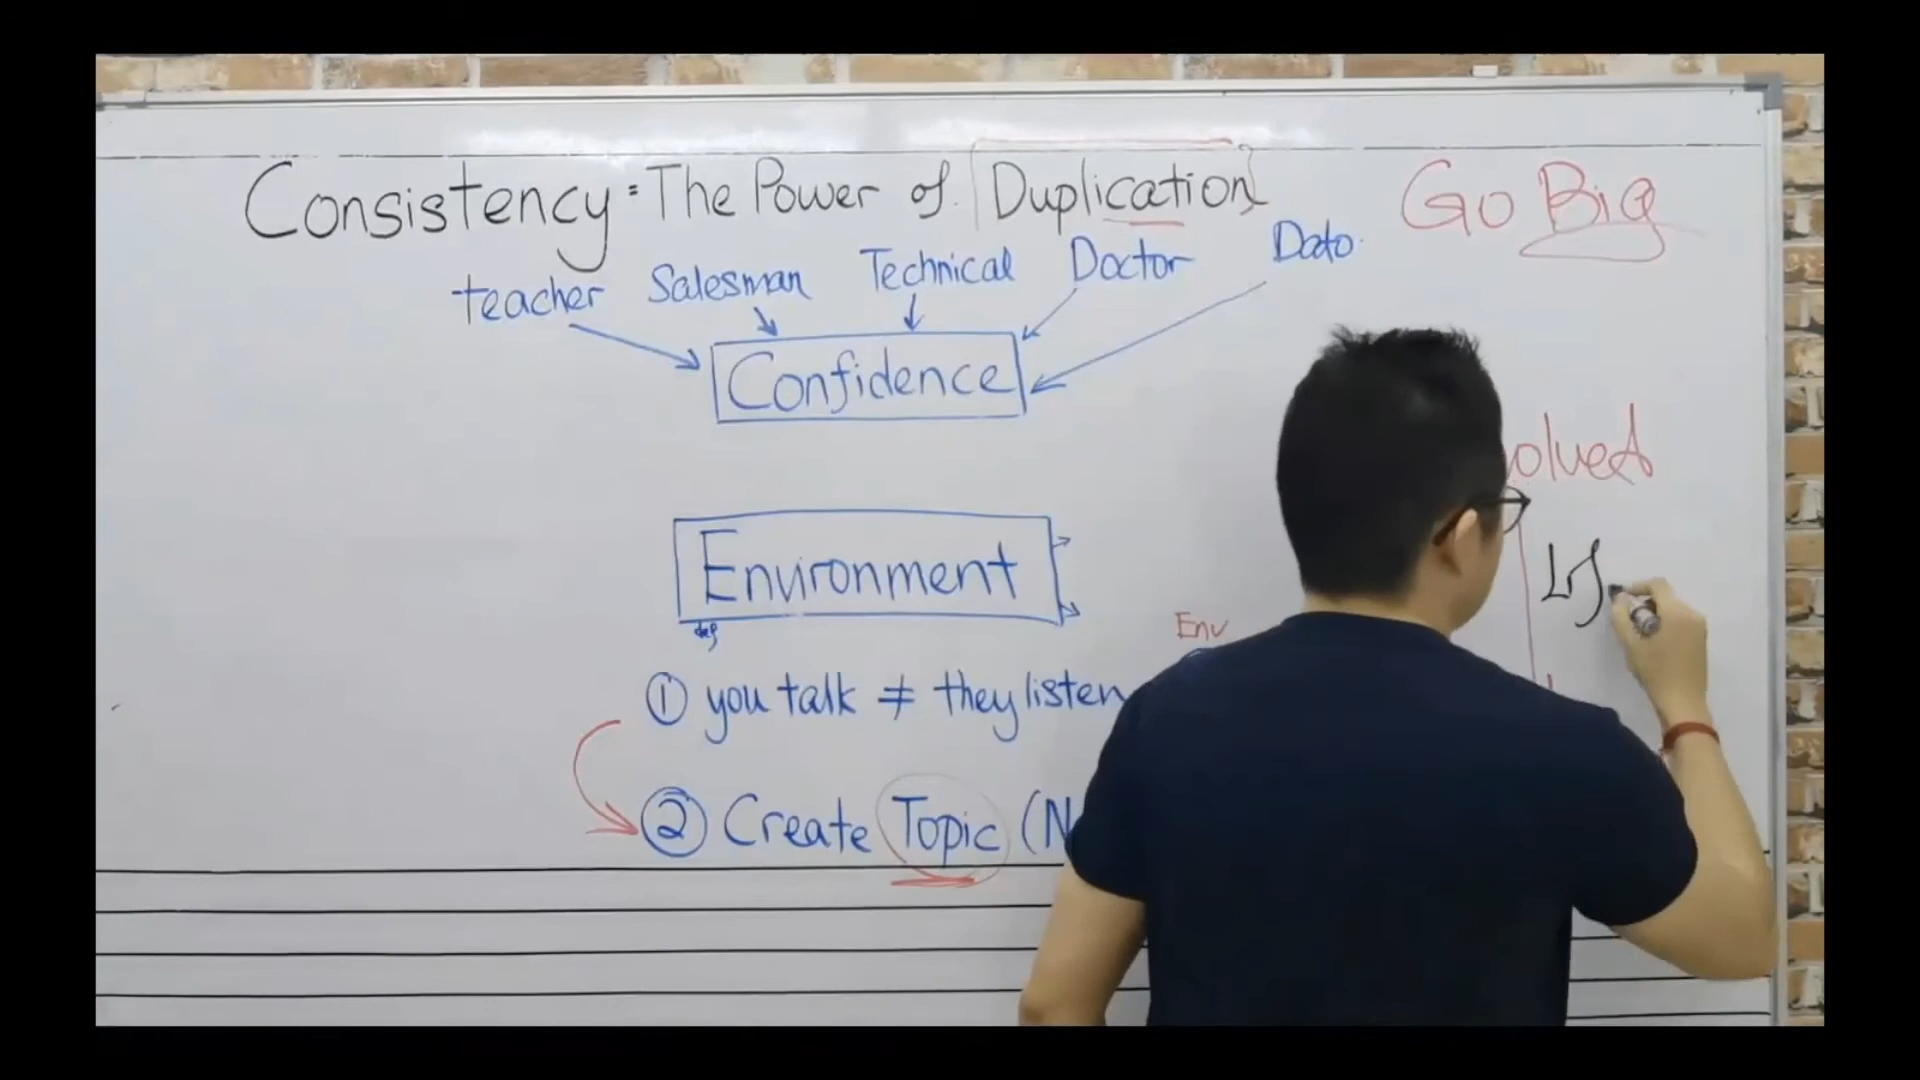 Consistency = The Power of Duplication
Go Big
teacher Salesman Technical Doctor Dato
Confidence
olved
Environment
def
Env
① you talk ≠ they listen
② Create Topic (N